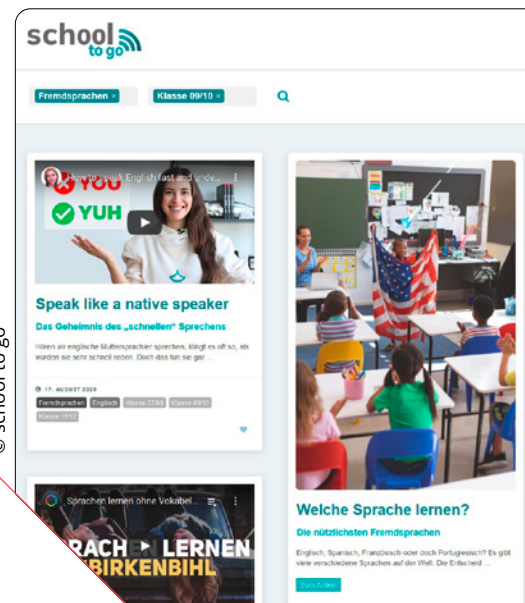 school
to go
Fremdsprachen ×
Klasse 09/10 ×
How to speak English fast and unde...
YOU
YUH
Speak like a native speaker
Das Geheimnis des „schnellen“ Sprechens
Hören wir englische Muttersprachler sprechen, klingt es oft so, als
würden sie sehr schnell reden. Doch das tun sie gar ...
17. AUGUST 2020
Fremdsprachen Englisch Klasse 07/08 Klasse 09/10
Klasse 11/12
Sprachen lernen ohne Vokabel...
RACH LERNEN
BIRKENBIHL
Welche Sprache lernen?
Die nützlichsten Fremdsprachen
Englisch, Spanisch, Französisch oder doch Portugiesisch? Es gibt
viele verschiedene Sprachen auf der Welt. Die Entscheid ...
Zum Artikel
© school to go